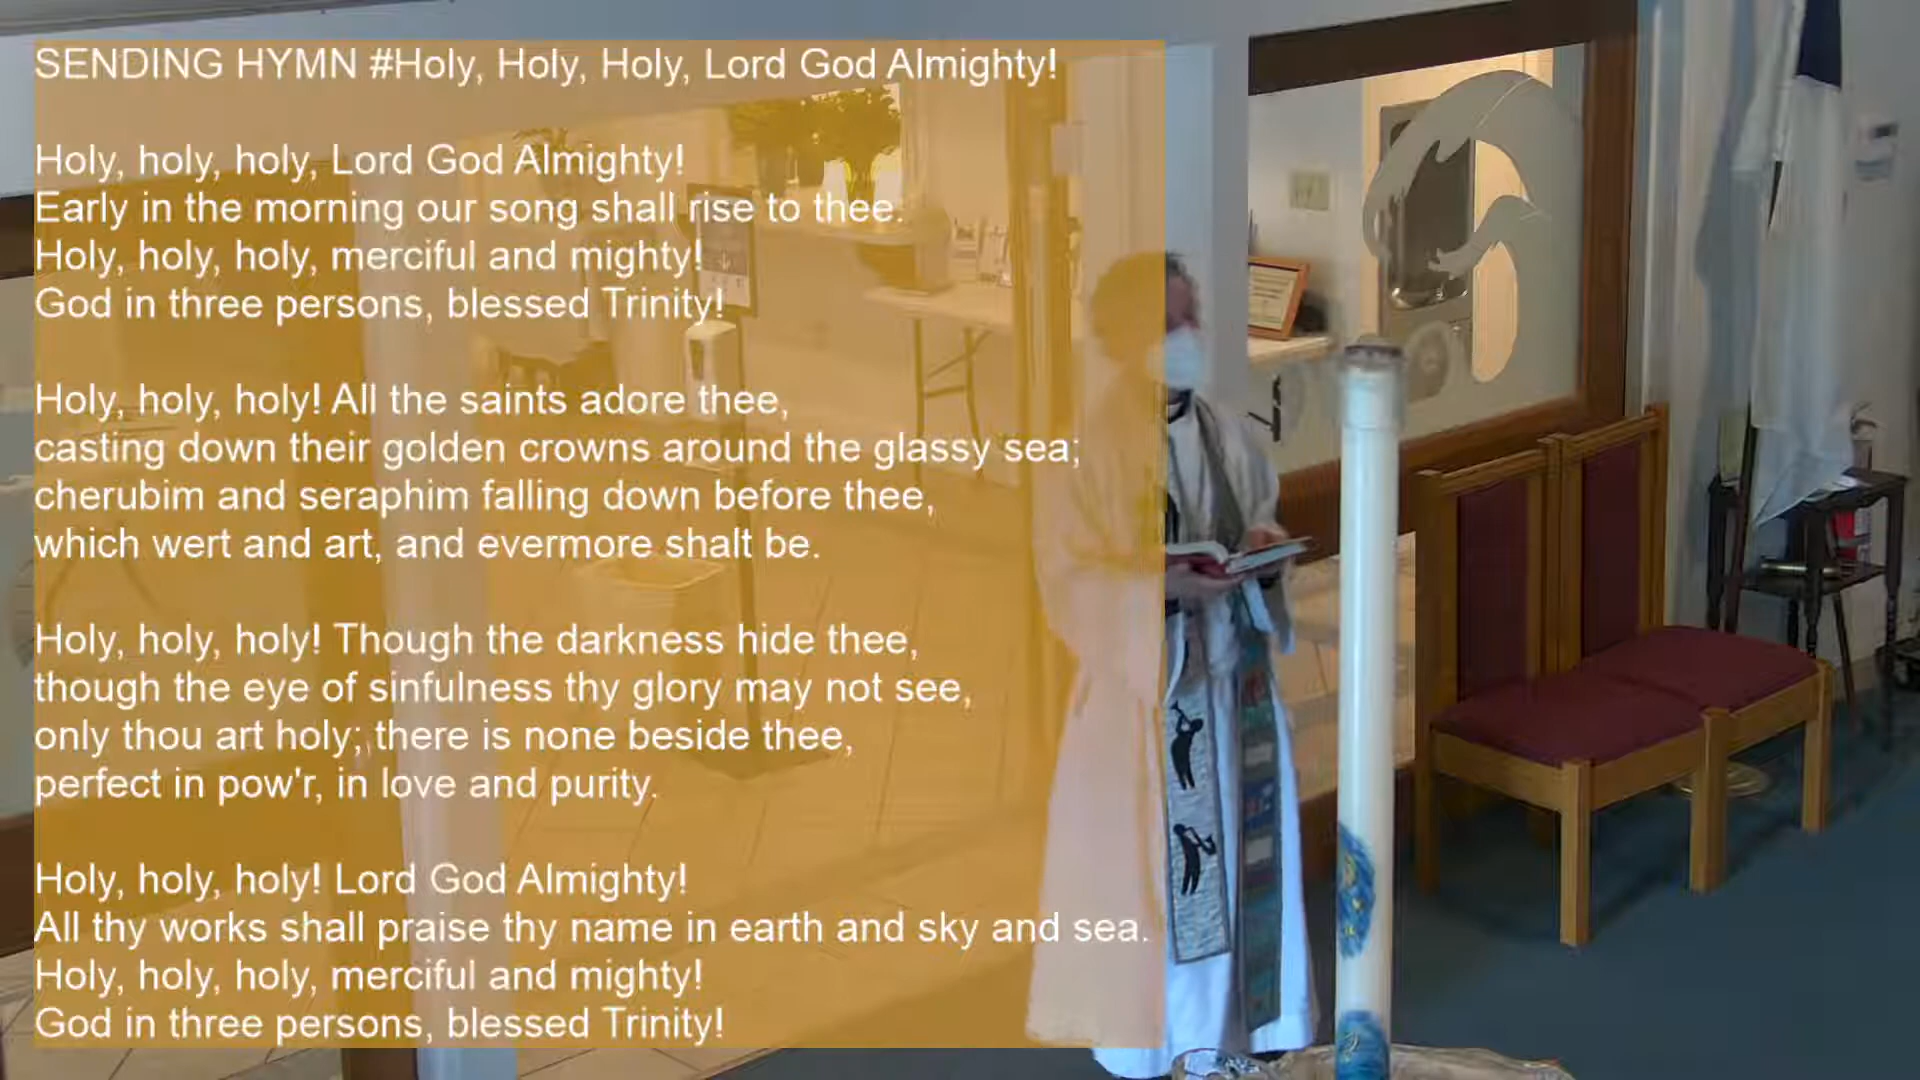 SENDING HYMN #Holy, Holy, Holy, Lord God Almighty!
Holy, holy, holy, Lord God Almighty!
Early in the morning our song shall rise to thee.
Holy, holy, holy, merciful and mighty!
God in three persons, blessed Trinity!
Holy, holy, holy! All the saints adore thee,
casting down their golden crowns around the glassy sea;
cherubim and seraphim falling down before thee,
which wert and art, and evermore shalt be.
Holy, holy, holy! Though the darkness hide thee,
though the eye of sinfulness thy glory may not see,
only thou art holy; there is none beside thee,
perfect in pow'r, in love and purity.
Holy, holy, holy! Lord God Almighty!
All thy works shall praise thy name in earth and sky and sea.
Holy, holy, holy, merciful and mighty!
God in three persons, blessed Trinity!